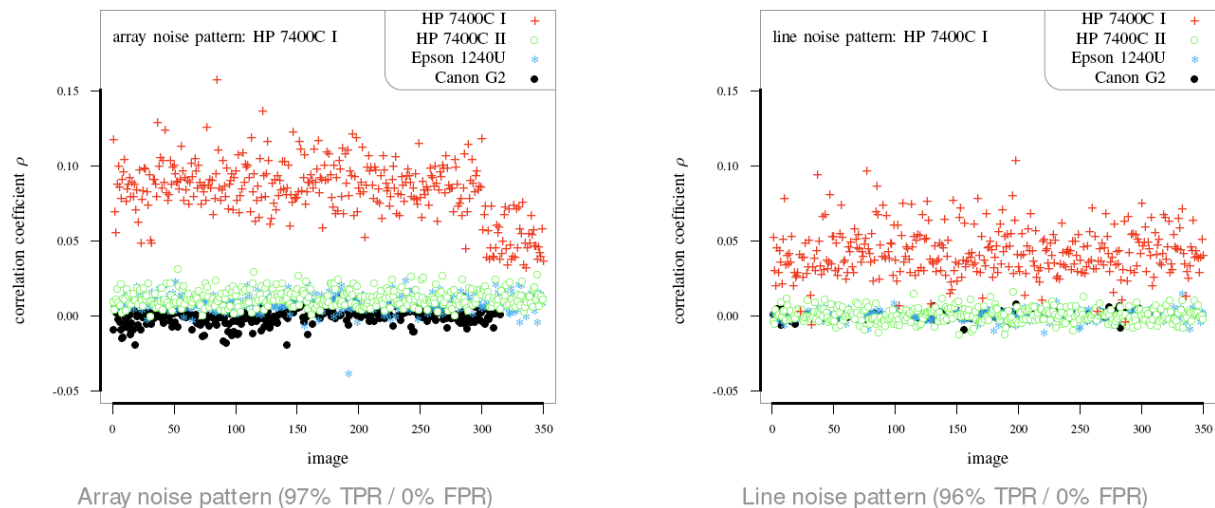 array noise pattern: HP 7400C I
HP 7400C I
HP 7400C II
Epson 1240U
Canon G2
correlation coefficient ρ
0.15
0.10
0.05
0.00
-0.05
0 50 100 150 200 250 300 350
image
Array noise pattern (97% TPR / 0% FPR)
line noise pattern: HP 7400C I
HP 7400C I
HP 7400C II
Epson 1240U
Canon G2
correlation coefficient ρ
0.15
0.10
0.05
0.00
-0.05
0 50 100 150 200 250 300 350
image
Line noise pattern (96% TPR / 0% FPR)